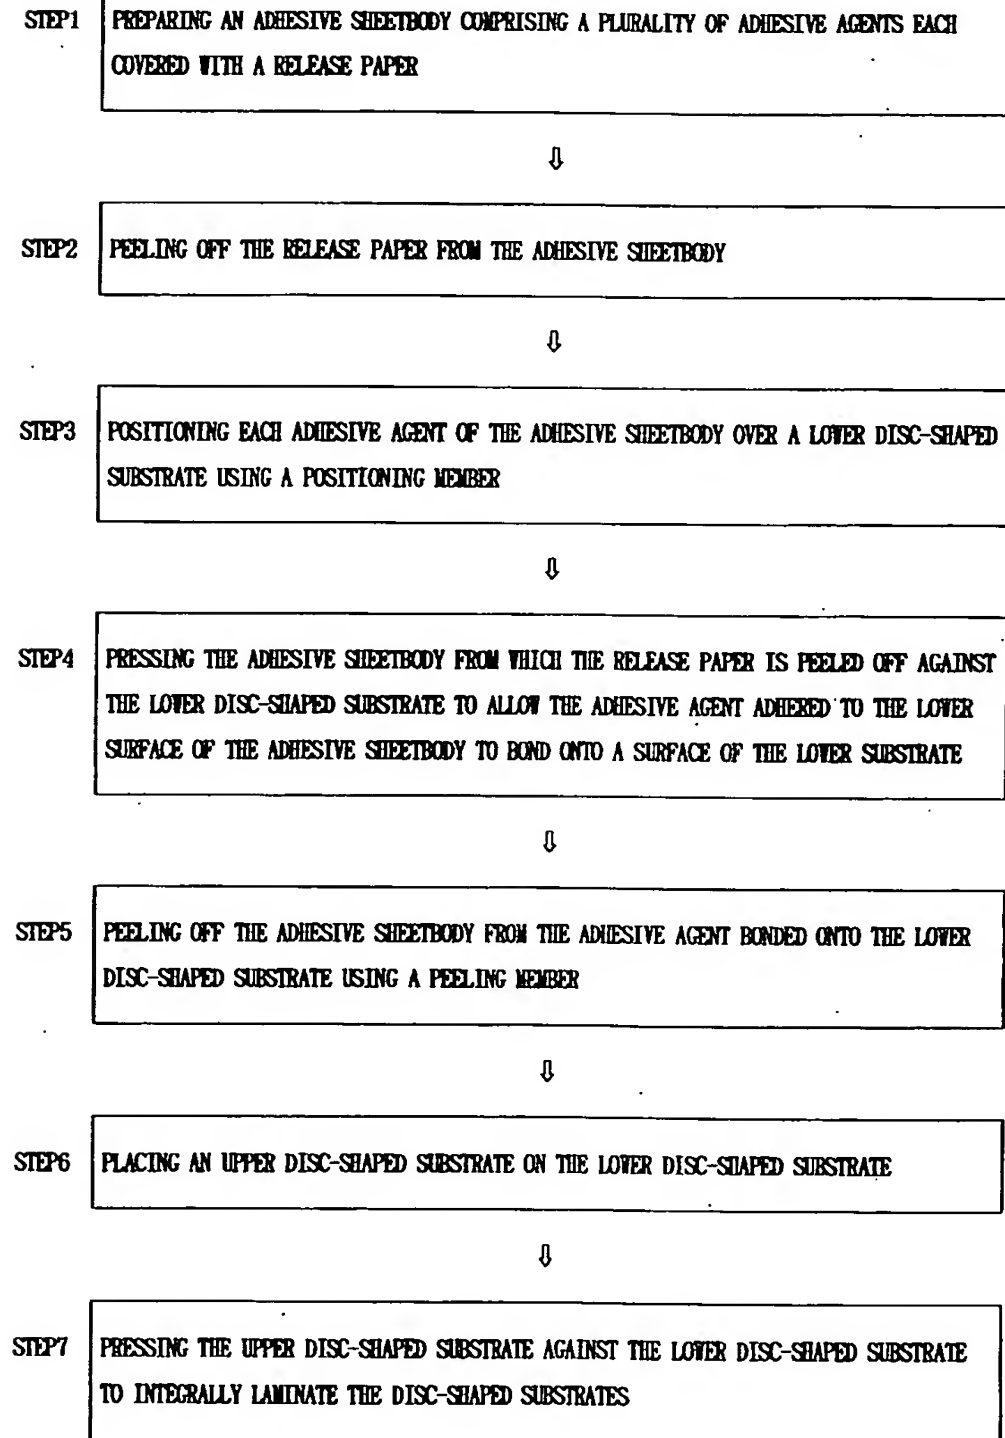 STEP1 PREPARING AN ADHESIVE SHEETBODY COMPRISING A PLURALITY OF ADHESIVE AGENTS EACH
COVERED WITH A RELEASE PAPER
⇩
STEP2 PEELING OFF THE RELEASE PAPER FROM THE ADHESIVE SHEETBODY
⇩
STEP3 POSITIONING EACH ADHESIVE AGENT OF THE ADHESIVE SHEETBODY OVER A LOWER DISC-SHAPED
SUBSTRATE USING A POSITIONING MEMBER
⇩
STEP4 PRESSING THE ADHESIVE SHEETBODY FROM WHICH THE RELEASE PAPER IS PEELED OFF AGAINST
THE LOWER DISC-SHAPED SUBSTRATE TO ALLOW THE ADHESIVE AGENT ADHERED TO THE LOWER
SURFACE OF THE ADHESIVE SHEETBODY TO BOND ONTO A SURFACE OF THE LOWER SUBSTRATE
⇩
STEP5 PEELING OFF THE ADHESIVE SHEETBODY FROM THE ADHESIVE AGENT BONDED ONTO THE LOWER
DISC-SHAPED SUBSTRATE USING A PEELING MEMBER
⇩
STEP6 PLACING AN UPPER DISC-SHAPED SUBSTRATE ON THE LOWER DISC-SHAPED SUBSTRATE
⇩
STEP7 PRESSING THE UPPER DISC-SHAPED SUBSTRATE AGAINST THE LOWER DISC-SHAPED SUBSTRATE
TO INTEGRALLY LAMINATE THE DISC-SHAPED SUBSTRATES